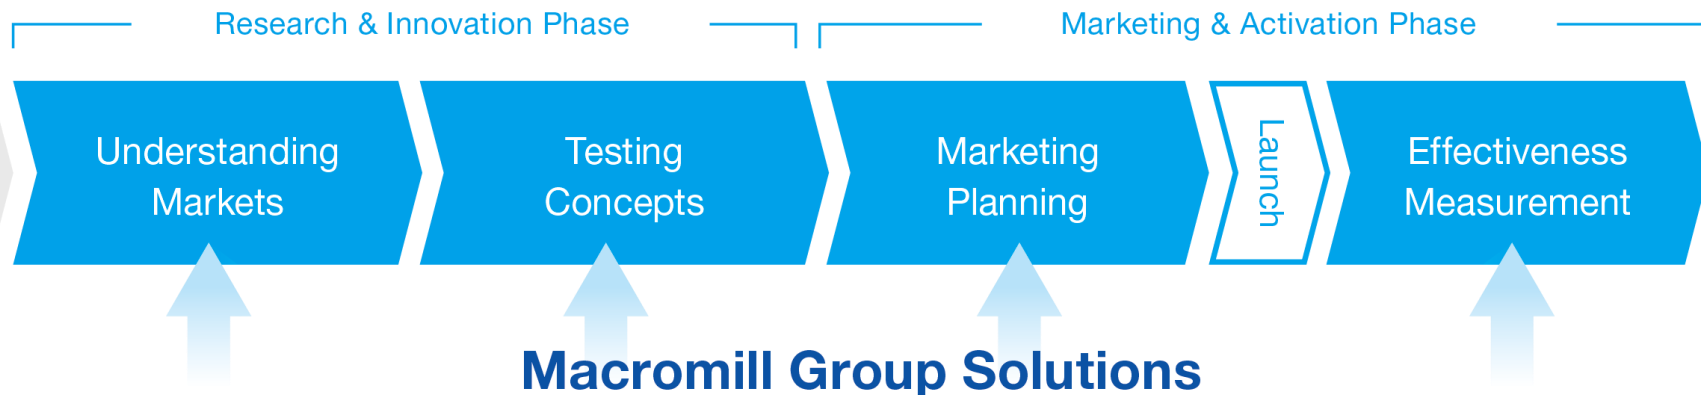 Research & Innovation Phase
Marketing & Activation Phase
Understanding
Markets
Testing
Concepts
Marketing
Planning
Launch
Effectiveness
Measurement
Macromill Group Solutions